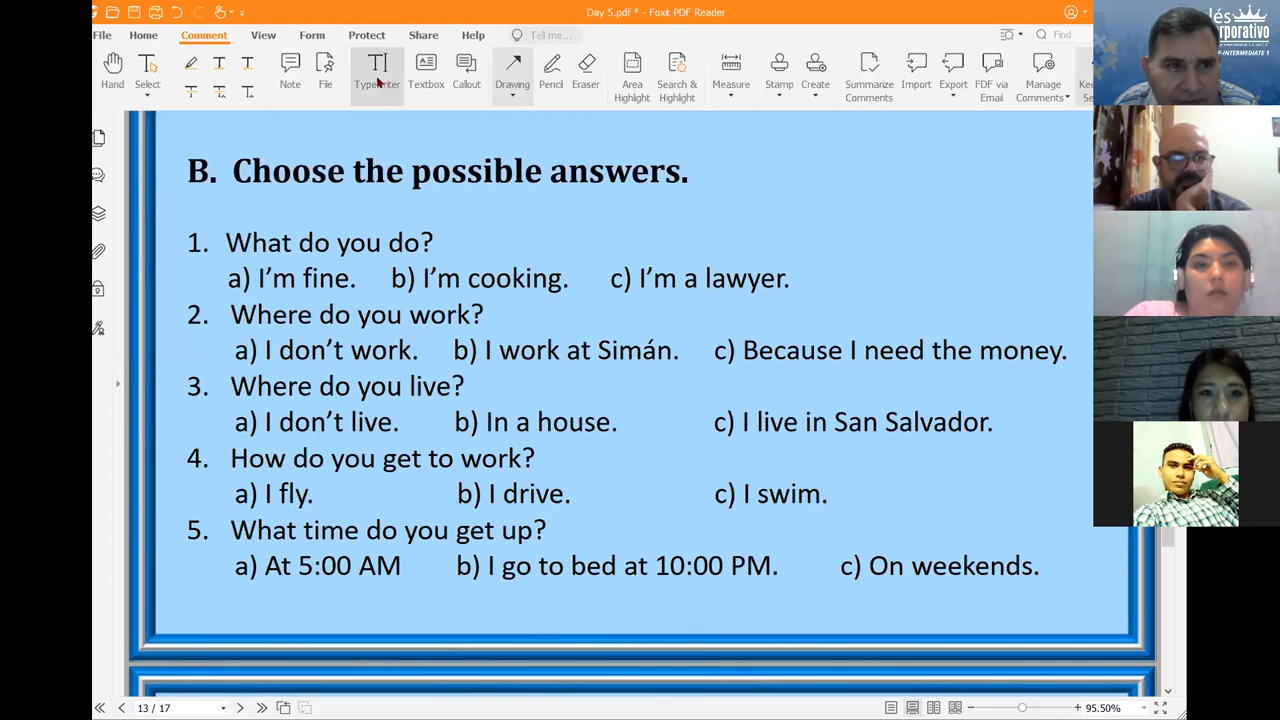 Day 5.pdf * - Foxit PDF Reader
File Home Comment View Form Protect Share Help Tell me... Find
Hand Select Note File Typewriter Textbox Callout Drawing Pencil Eraser Area Highlight Search & Highlight Measure Stamp Create Summarize Comments Import Export FDF via Email Manage Comments
B. Choose the possible answers.
1. What do you do?
a) I'm fine. b) I'm cooking. c) I'm a lawyer.
2. Where do you work?
a) I don't work. b) I work at Simán. c) Because I need the money.
3. Where do you live?
a) I don't live. b) In a house. c) I live in San Salvador.
4. How do you get to work?
a) I fly. b) I drive. c) I swim.
5. What time do you get up?
a) At 5:00 AM b) I go to bed at 10:00 PM. c) On weekends.
13 / 17
95.50%